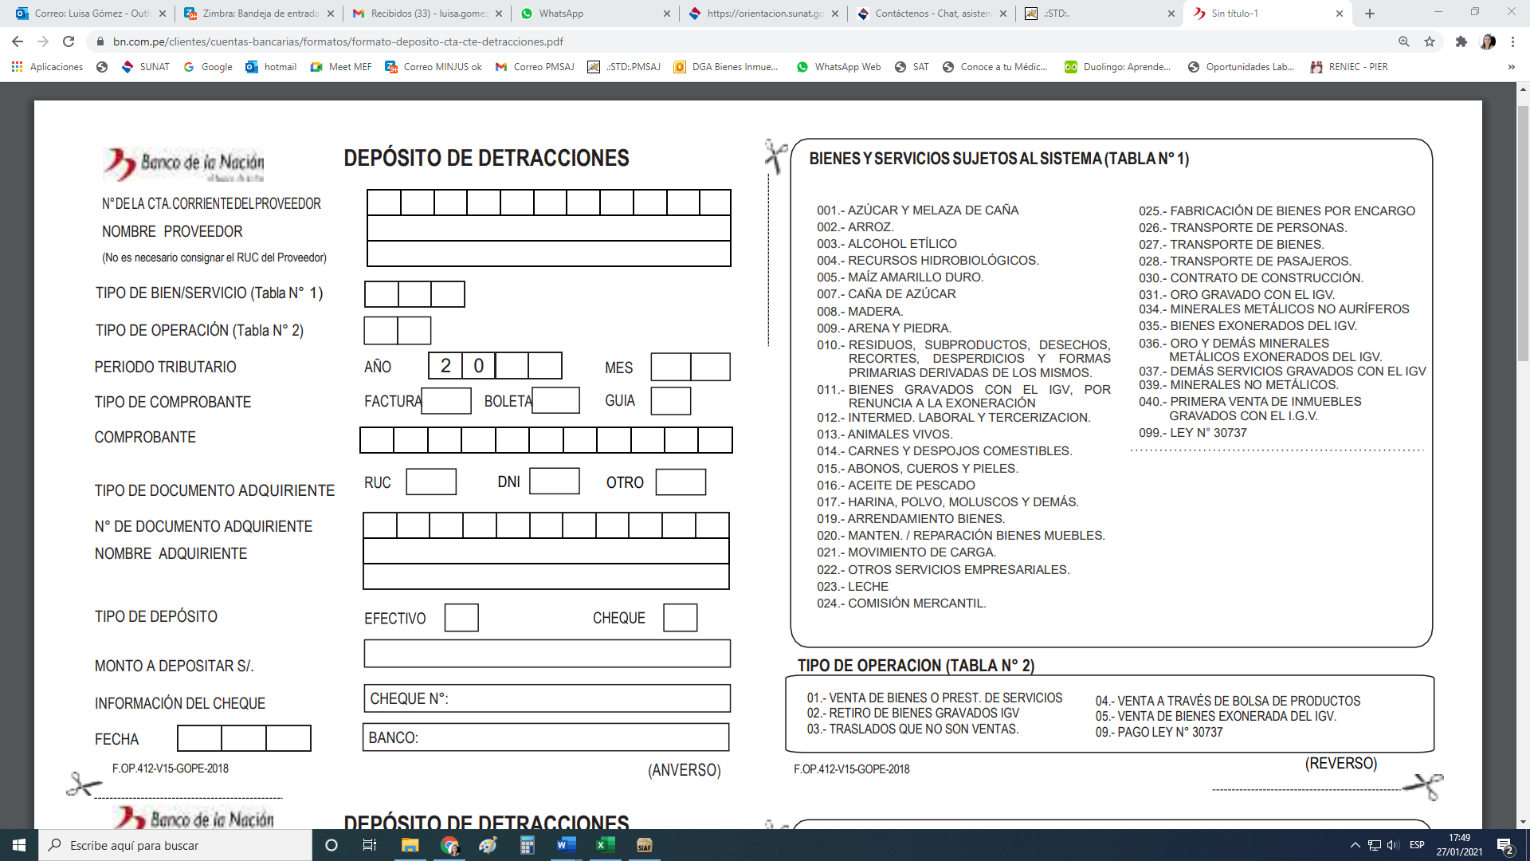 Correo: Luisa Gómez - Outl
Zimbra: Bandeja de entrada
Recibidos (33) - luisa.gomez
WhatsApp
https://orientacion.sunat.go
Contáctenos - Chat, asisten
.:STD:.
Sin título-1
bn.com.pe/clientes/cuentas-bancarias/formatos/formato-deposito-cta-cte-detracciones.pdf
Aplicaciones
SUNAT
Google
hotmail
Meet MEF
Correo MINJUS ok
Correo PMSAJ
.:STD:.PMSAJ
DGA Bienes Inmue...
WhatsApp Web
SAT
Conoce a tu Médic...
Duolingo: Aprende...
Oportunidades Lab...
RENIEC - PIER
»
Banco de la Nación
DEPÓSITO DE DETRACCIONES
N° DE LA CTA. CORRIENTE DEL PROVEEDOR
NOMBRE PROVEEDOR
(No es necesario consignar el RUC del Proveedor)
TIPO DE BIEN/SERVICIO (Tabla N° 1)
TIPO DE OPERACIÓN (Tabla N° 2)
PERIODO TRIBUTARIO AÑO 2 0 MES
TIPO DE COMPROBANTE FACTURA BOLETA GUIA
COMPROBANTE
TIPO DE DOCUMENTO ADQUIRIENTE RUC DNI OTRO
N° DE DOCUMENTO ADQUIRIENTE
NOMBRE ADQUIRIENTE
TIPO DE DEPÓSITO EFECTIVO CHEQUE
MONTO A DEPOSITAR S/.
INFORMACIÓN DEL CHEQUE CHEQUE N°:
FECHA BANCO:
F.OP.412-V15-GOPE-2018
(ANVERSO)
BIENES Y SERVICIOS SUJETOS AL SISTEMA (TABLA N° 1)
001.- AZÚCAR Y MELAZA DE CAÑA
002.- ARROZ.
003.- ALCOHOL ETÍLICO
004.- RECURSOS HIDROBIOLÓGICOS.
005.- MAÍZ AMARILLO DURO.
007.- CAÑA DE AZÚCAR
008.- MADERA.
009.- ARENA Y PIEDRA.
010.- RESIDUOS, SUBPRODUCTOS, DESECHOS,
RECORTES, DESPERDICIOS Y FORMAS
PRIMARIAS DERIVADAS DE LOS MISMOS.
011.- BIENES GRAVADOS CON EL IGV, POR
RENUNCIA A LA EXONERACIÓN
012.- INTERMED. LABORAL Y TERCERIZACION.
013.- ANIMALES VIVOS.
014.- CARNES Y DESPOJOS COMESTIBLES.
015.- ABONOS, CUEROS Y PIELES.
016.- ACEITE DE PESCADO
017.- HARINA, POLVO, MOLUSCOS Y DEMÁS.
019.- ARRENDAMIENTO BIENES.
020.- MANTEN. / REPARACIÓN BIENES MUEBLES.
021.- MOVIMIENTO DE CARGA.
022.- OTROS SERVICIOS EMPRESARIALES.
023.- LECHE
024.- COMISIÓN MERCANTIL.
025.- FABRICACIÓN DE BIENES POR ENCARGO
026.- TRANSPORTE DE PERSONAS.
027.- TRANSPORTE DE BIENES.
028.- TRANSPORTE DE PASAJEROS.
030.- CONTRATO DE CONSTRUCCIÓN.
031.- ORO GRAVADO CON EL IGV.
034.- MINERALES METÁLICOS NO AURÍFEROS
035.- BIENES EXONERADOS DEL IGV.
036.- ORO Y DEMÁS MINERALES
METÁLICOS EXONERADOS DEL IGV.
037.- DEMÁS SERVICIOS GRAVADOS CON EL IGV
039.- MINERALES NO METÁLICOS.
040.- PRIMERA VENTA DE INMUEBLES
GRAVADOS CON EL I.G.V.
099.- LEY N° 30737
TIPO DE OPERACION (TABLA N° 2)
01.- VENTA DE BIENES O PREST. DE SERVICIOS
02.- RETIRO DE BIENES GRAVADOS IGV
03.- TRASLADOS QUE NO SON VENTAS.
04.- VENTA A TRAVÉS DE BOLSA DE PRODUCTOS
05.- VENTA DE BIENES EXONERADA DEL IGV.
09.- PAGO LEY N° 30737
F.OP.412-V15-GOPE-2018
(REVERSO)
Banco de la Nación
DEPÓSITO DE DETRACCIONES
Escribe aquí para buscar
SIAF
ESP
17:49
27/01/2021
2